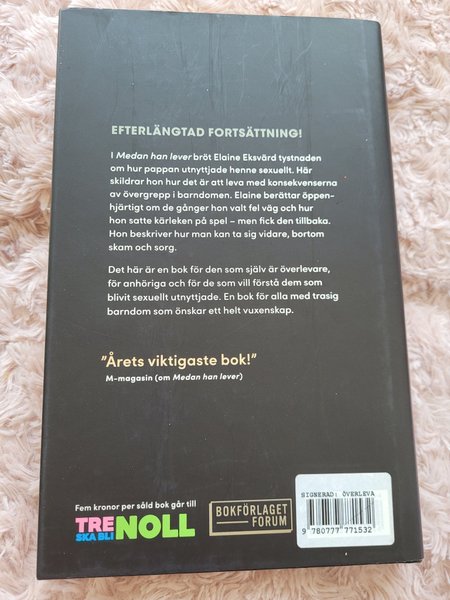 EFTERLÄNGTAD FORTSÄTTNING!
I Medan han lever bröt Elaine Eksvärd tystnaden
om hur pappan utnyttjade henne sexuellt. Här
skildrar hon hur det är att leva med konsekvenserna
av övergrepp i barndomen. Elaine berättar öppen-
hjärtigt om de gånger hon valt fel väg och hur
hon satte kärleken på spel – men fick den tillbaka.
Hon beskriver hur man kan ta sig vidare, bortom
skam och sorg.
Det här är en bok för den som själv är överlevare,
för anhöriga och för de som vill förstå dem som
blivit sexuellt utnyttjade. En bok för alla med trasig
barndom som önskar ett helt vuxenskap.
”Årets viktigaste bok!”
M-magasin (om Medan han lever)
Fem kronor per såld bok går till
TRE
SKA BLI
NOLL
BOKFÖRLAGET
FORUM
SIGNERAD: ÖVERLEVA
9 780777 771532